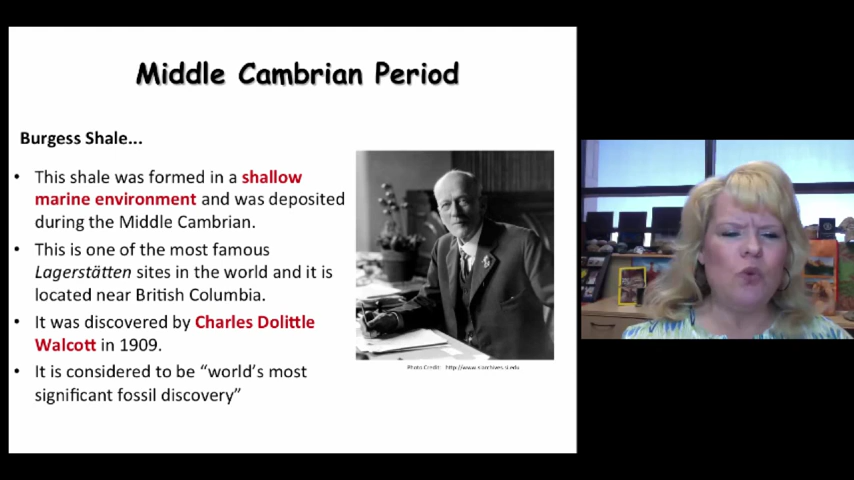 Middle Cambrian Period
Burgess Shale...
• This shale was formed in a shallow
marine environment and was deposited
during the Middle Cambrian.
• This is one of the most famous
Lagerstätten sites in the world and it is
located near British Columbia.
• It was discovered by Charles Dolittle
Walcott in 1909.
• It is considered to be “world’s most
significant fossil discovery”
Photo Credit: